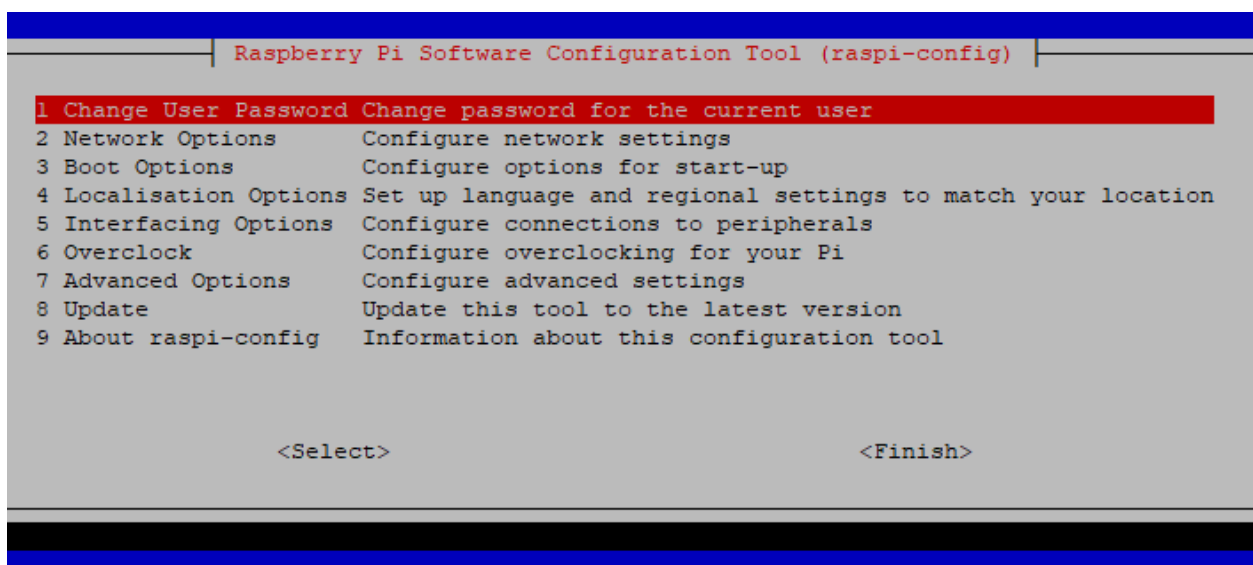 Raspberry Pi Software Configuration Tool (raspi-config)
1 Change User Password Change password for the current user
2 Network Options Configure network settings
3 Boot Options Configure options for start-up
4 Localisation Options Set up language and regional settings to match your location
5 Interfacing Options Configure connections to peripherals
6 Overclock Configure overclocking for your Pi
7 Advanced Options Configure advanced settings
8 Update Update this tool to the latest version
9 About raspi-config Information about this configuration tool
<Select> <Finish>